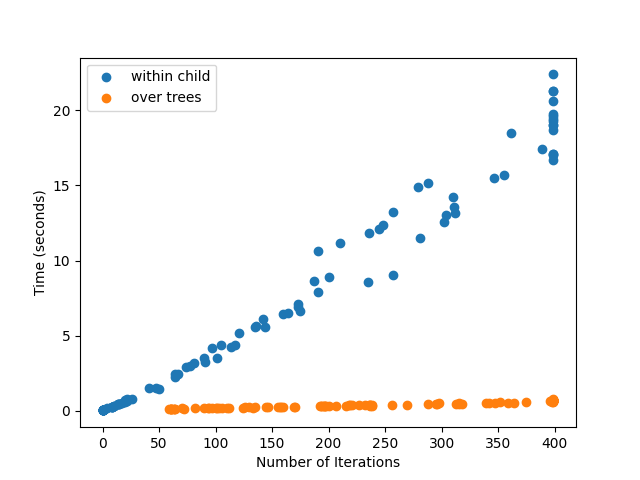 within child
over trees
20
15
10
5
0
Time (seconds)
0 50 100 150 200 250 300 350 400
Number of Iterations